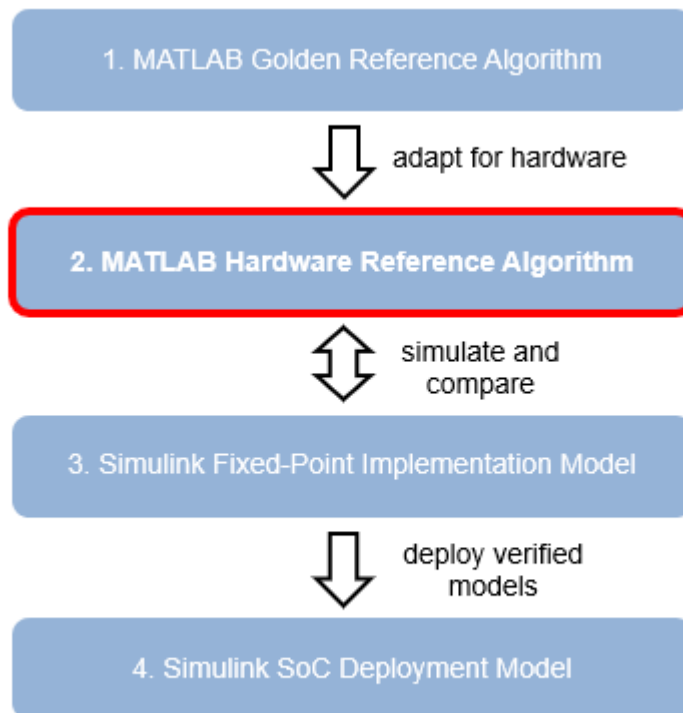 1. MATLAB Golden Reference Algorithm
adapt for hardware
2. MATLAB Hardware Reference Algorithm
simulate and
compare
3. Simulink Fixed-Point Implementation Model
deploy verified
models
4. Simulink SoC Deployment Model